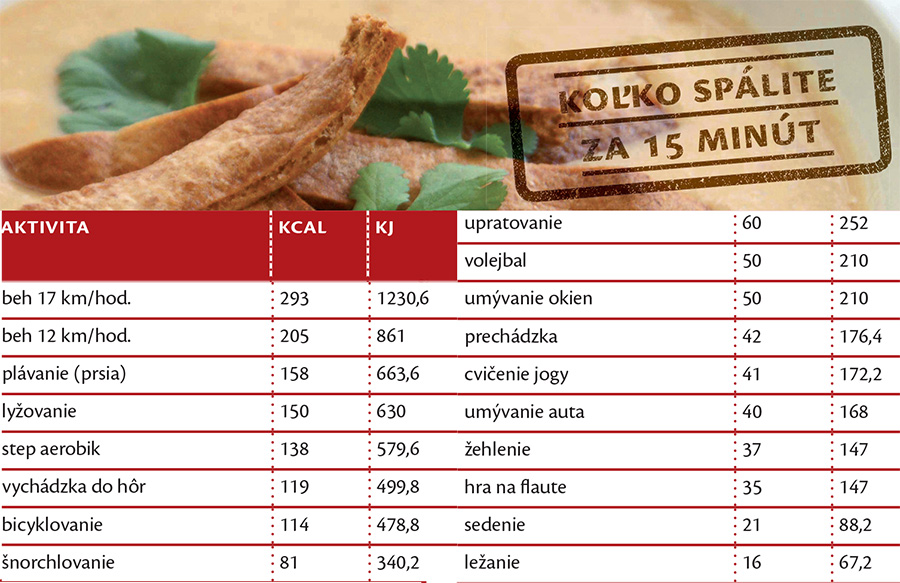 KOĽKO SPÁLITE
ZA 15 MINÚT
AKTIVITA KCAL KJ
beh 17 km/hod. 293 1230,6
beh 12 km/hod. 205 861
plávanie (prsia) 158 663,6
lyžovanie 150 630
step aerobik 138 579,6
vychádzka do hôr 119 499,8
bicyklovanie 114 478,8
šnorchlovanie 81 340,2
upratovanie 60 252
volejbal 50 210
umývanie okien 50 210
prechádzka 42 176,4
cvičenie jogy 41 172,2
umývanie auta 40 168
žehlenie 37 147
hra na flaute 35 147
sedenie 21 88,2
ležanie 16 67,2